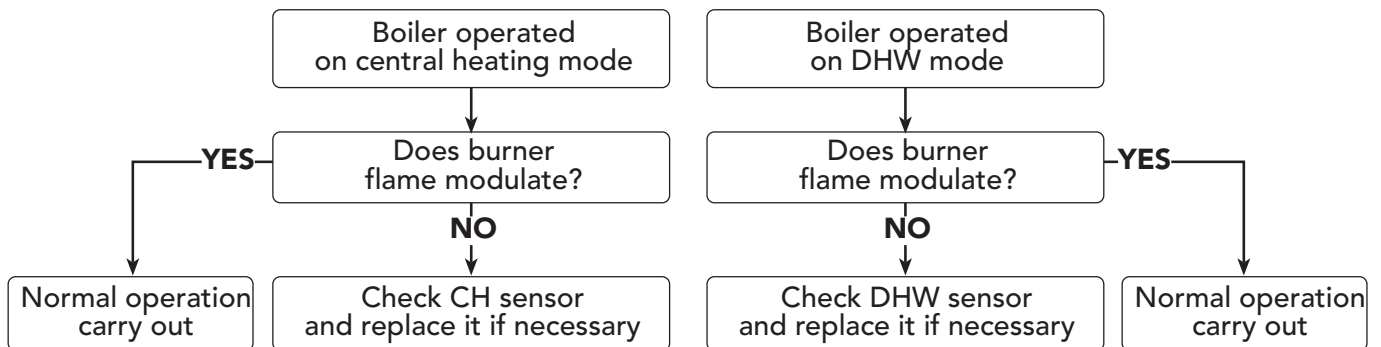 Boiler operated
on central heating mode
Boiler operated
on DHW mode
YES
Does burner
flame modulate?
Does burner
flame modulate?
YES
NO
NO
Normal operation
carry out
Check CH sensor
and replace it if necessary
Check DHW sensor
and replace it if necessary
Normal operation
carry out